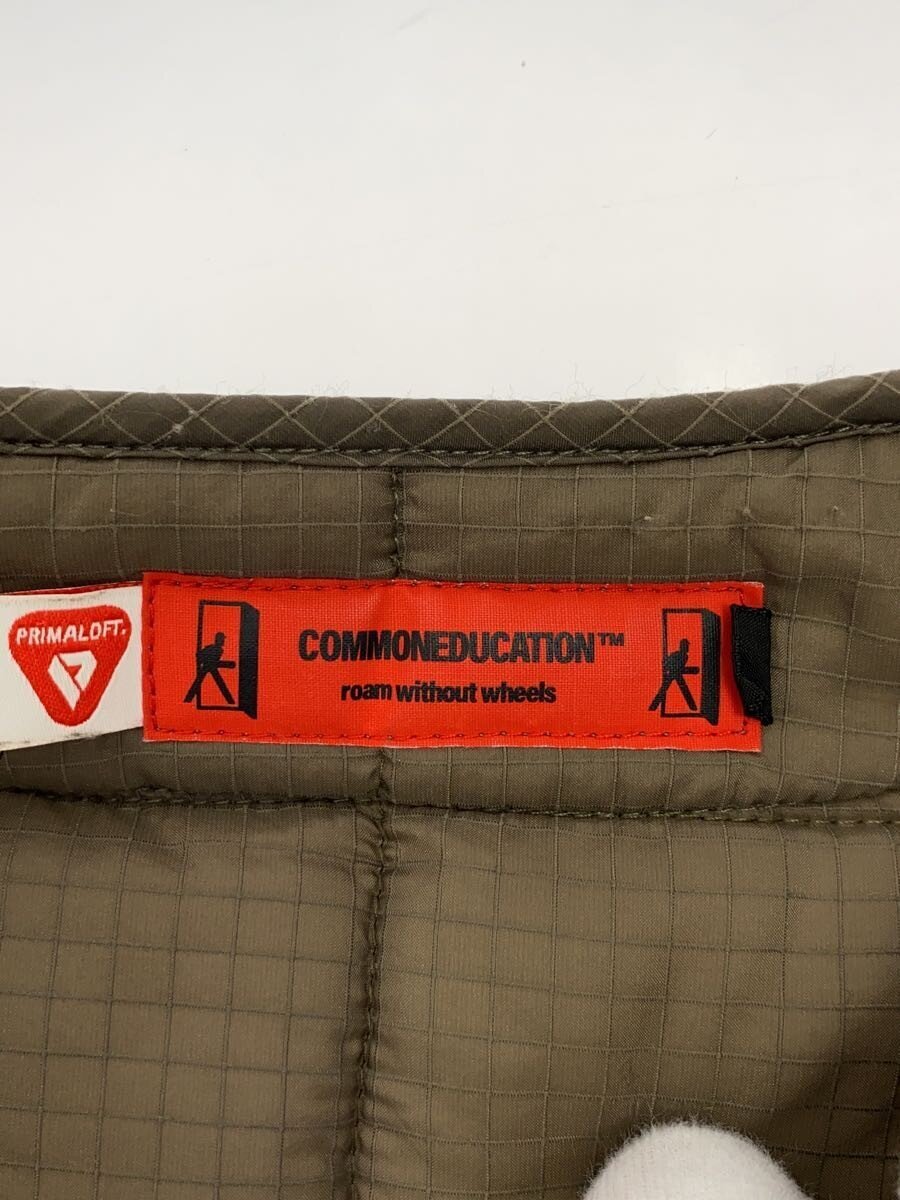 PRIMALOFT.
COMMONEDUCATION™
roam without wheels